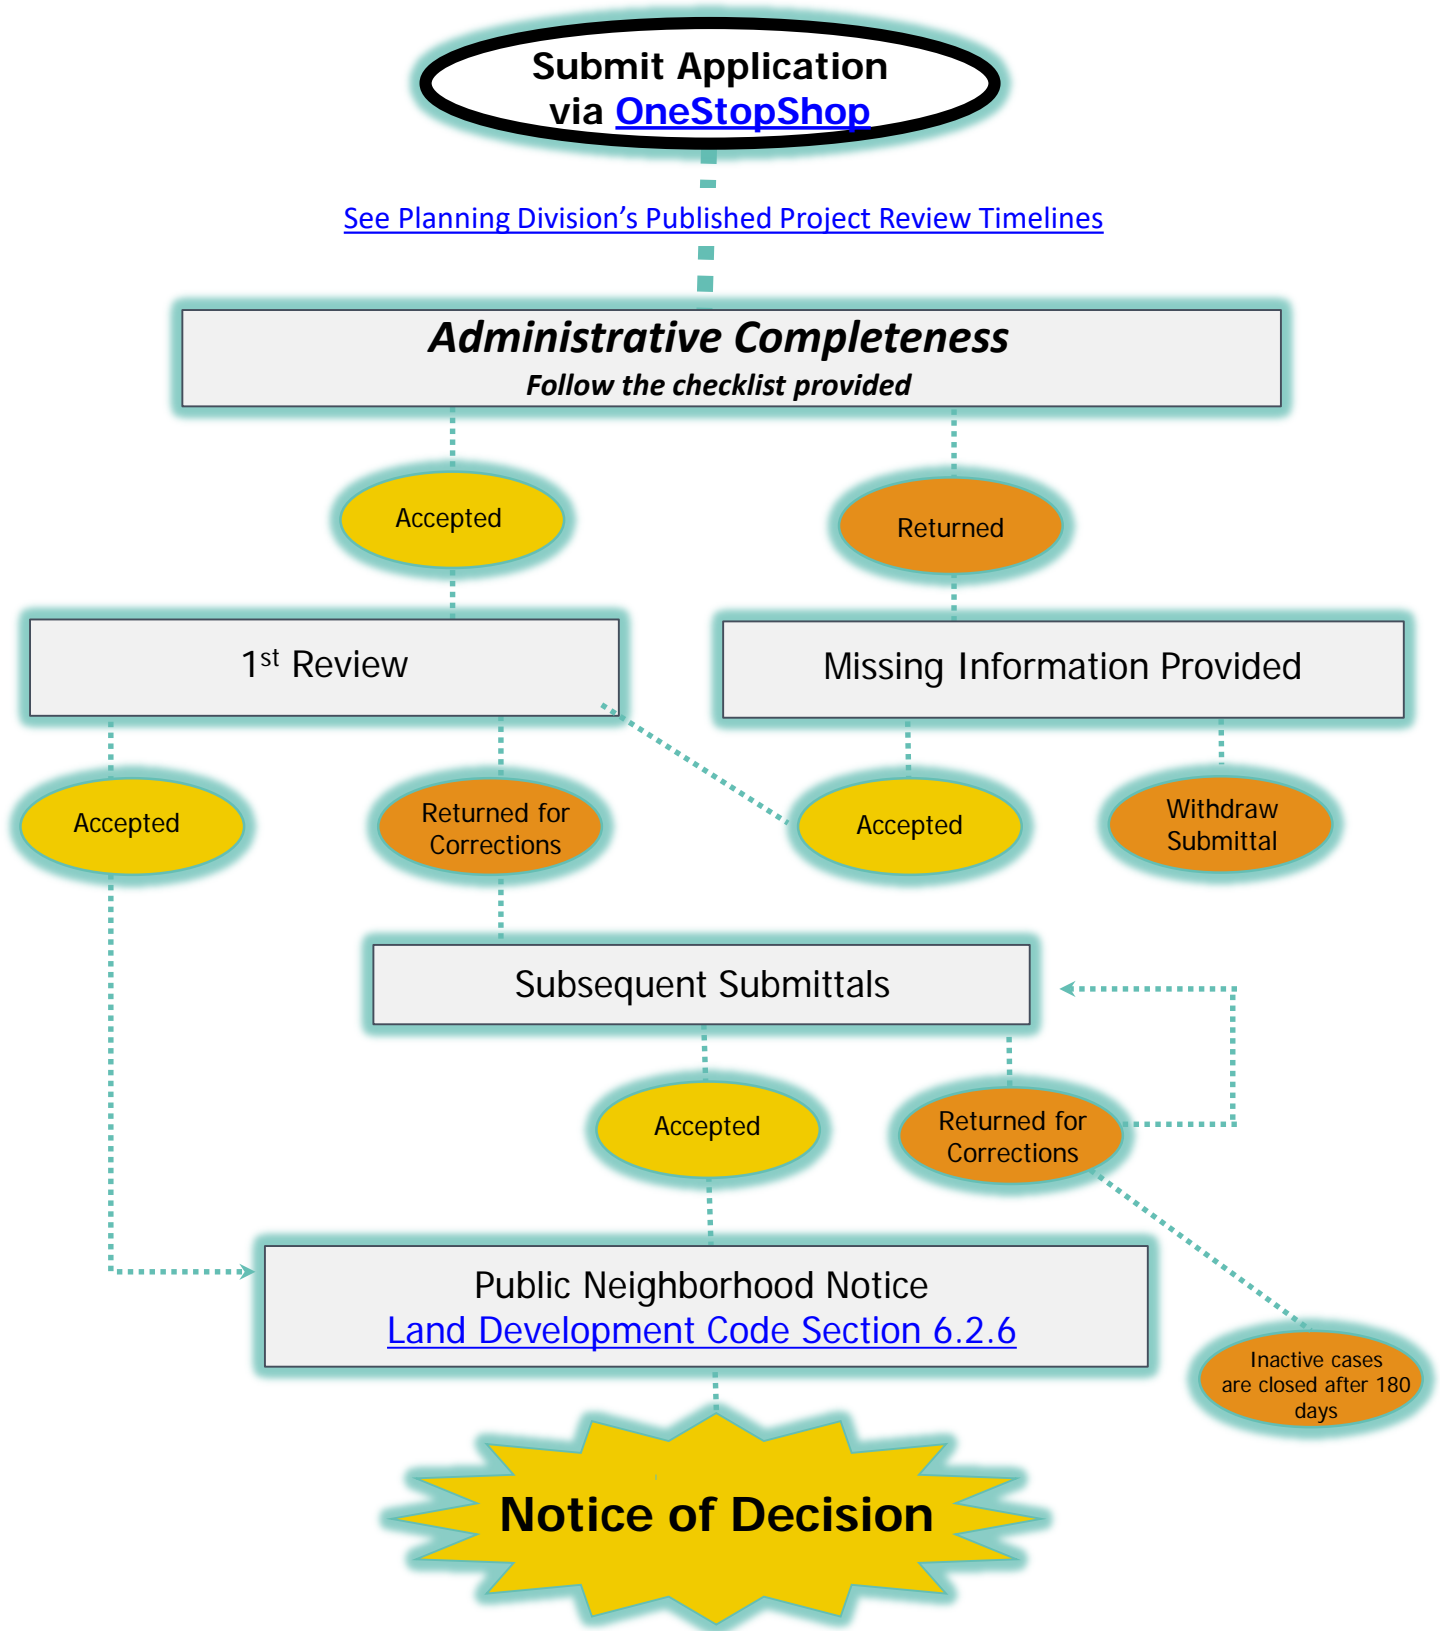 Submit Application
via OneStopShop
See Planning Division's Published Project Review Timelines
Administrative Completeness
Follow the checklist provided
Accepted
Returned
1st Review
Missing Information Provided
Accepted
Returned for
Corrections
Accepted
Withdraw
Submittal
Subsequent Submittals
Accepted
Returned for
Corrections
Public Neighborhood Notice
Land Development Code Section 6.2.6
Inactive cases
are closed after 180
days
Notice of Decision